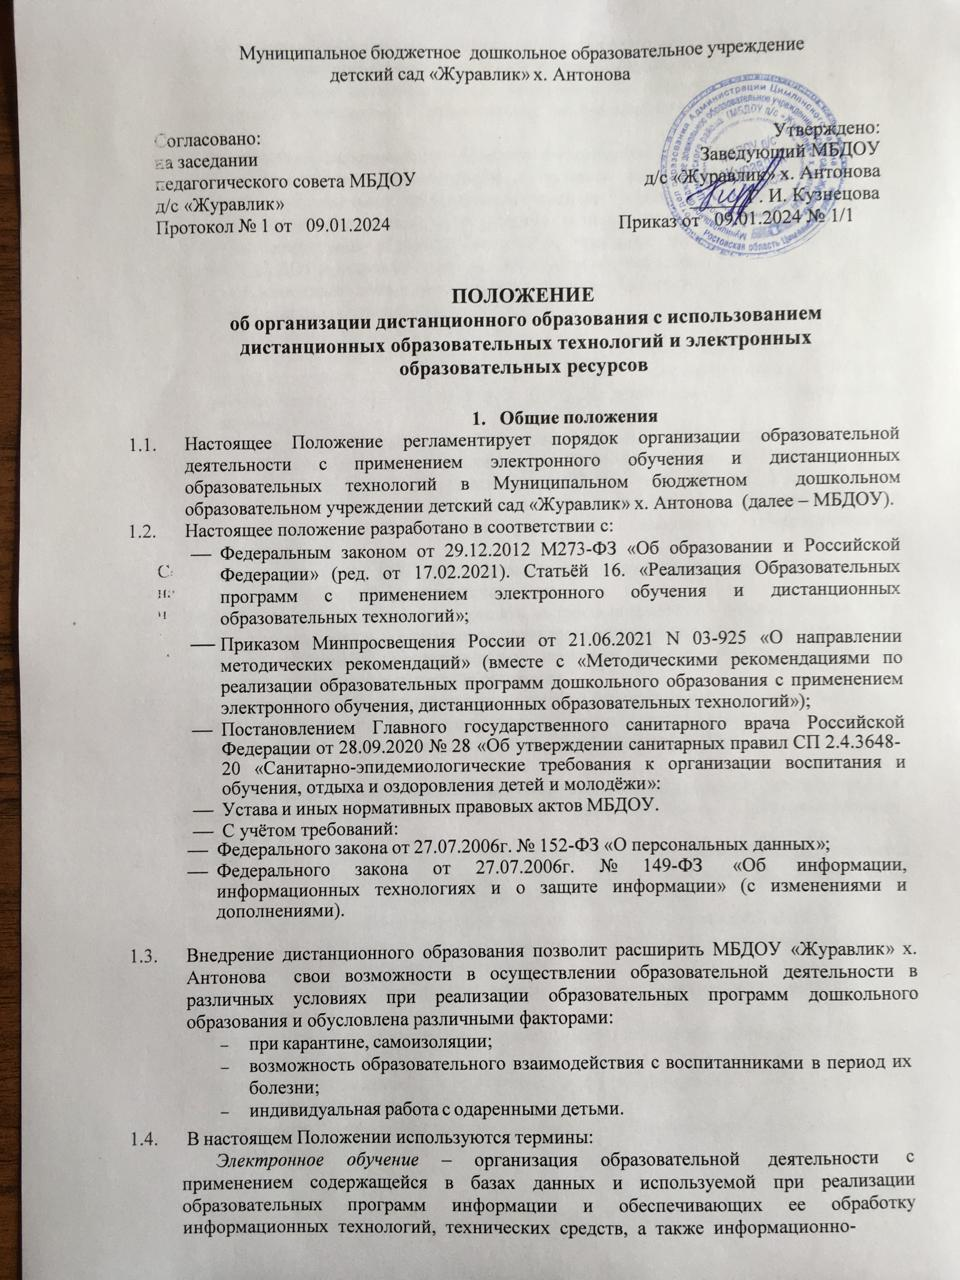 Муниципальное бюджетное дошкольное образовательное учреждение
детский сад «Журавлик» х. Антонова
Согласовано:
на заседании
педагогического совета МБДОУ
д/с «Журавлик»
Протокол № 1 от 09.01.2024
Утверждено:
Заведующий МБДОУ
д/с «Журавлик» х. Антонова
И. Кузнецова
Приказ от 09.01.2024 № 1/1
ПОЛОЖЕНИЕ
об организации дистанционного образования с использованием
дистанционных образовательных технологий и электронных
образовательных ресурсов
1. Общие положения
1.1. Настоящее Положение регламентирует порядок организации образовательной
деятельности с применением электронного обучения и дистанционных
образовательных технологий в Муниципальном бюджетном дошкольном
образовательном учреждении детский сад «Журавлик» х. Антонова (далее – МБДОУ).
1.2. Настоящее положение разработано в соответствии с:
— Федеральным законом от 29.12.2012 М273-ФЗ «Об образовании и Российской
Федерации» (ред. от 17.02.2021). Статьёй 16. «Реализация Образовательных
программ с применением электронного обучения и дистанционных
образовательных технологий»;
— Приказом Минпросвещения России от 21.06.2021 N 03-925 «О направлении
методических рекомендаций» (вместе с «Методическими рекомендациями по
реализации образовательных программ дошкольного образования с применением
электронного обучения, дистанционных образовательных технологий»);
— Постановлением Главного государственного санитарного врача Российской
Федерации от 28.09.2020 № 28 «Об утверждении санитарных правил СП 2.4.3648-
20 «Санитарно-эпидемиологические требования к организации воспитания и
обучения, отдыха и оздоровления детей и молодёжи»:
— Устава и иных нормативных правовых актов МБДОУ.
— С учётом требований:
— Федерального закона от 27.07.2006г. № 152-ФЗ «О персональных данных»;
— Федерального закона от 27.07.2006г. № 149-ФЗ «Об информации,
информационных технологиях и о защите информации» (с изменениями и
дополнениями).
1.3. Внедрение дистанционного образования позволит расширить МБДОУ «Журавлик» х.
Антонова свои возможности в осуществлении образовательной деятельности в
различных условиях при реализации образовательных программ дошкольного
образования и обусловлена различными факторами:
– при карантине, самоизоляции;
– возможность образовательного взаимодействия с воспитанниками в период их
болезни;
– индивидуальная работа с одаренными детьми.
1.4. В настоящем Положении используются термины:
Электронное обучение – организация образовательной деятельности с
применением содержащейся в базах данных и используемой при реализации
образовательных программ информации и обеспечивающих ее обработку
информационных технологий, технических средств, а также информационно-